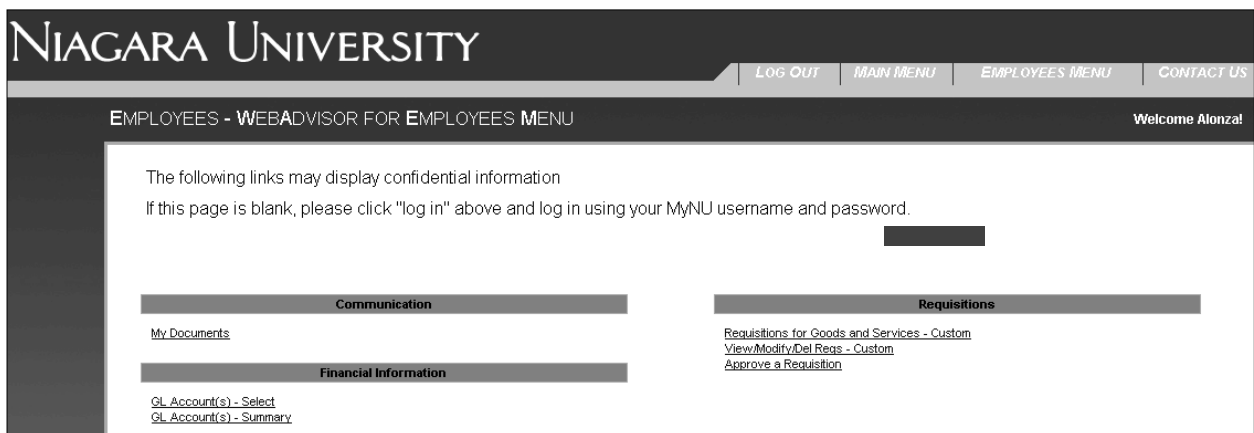 NIAGARA UNIVERSITY
LOG OUT MAIN MENU EMPLOYEES MENU CONTACT US
EMPLOYEES - WEBADVISOR FOR EMPLOYEES MENU
Welcome Alonza!
The following links may display confidential information
If this page is blank, please click "log in" above and log in using your MyNU username and password.
Communication
My Documents
Financial Information
GL Account(s) - Select
GL Account(s) - Summary
Requisitions
Requisitions for Goods and Services - Custom
View/Modify/Del Reqs - Custom
Approve a Requisition